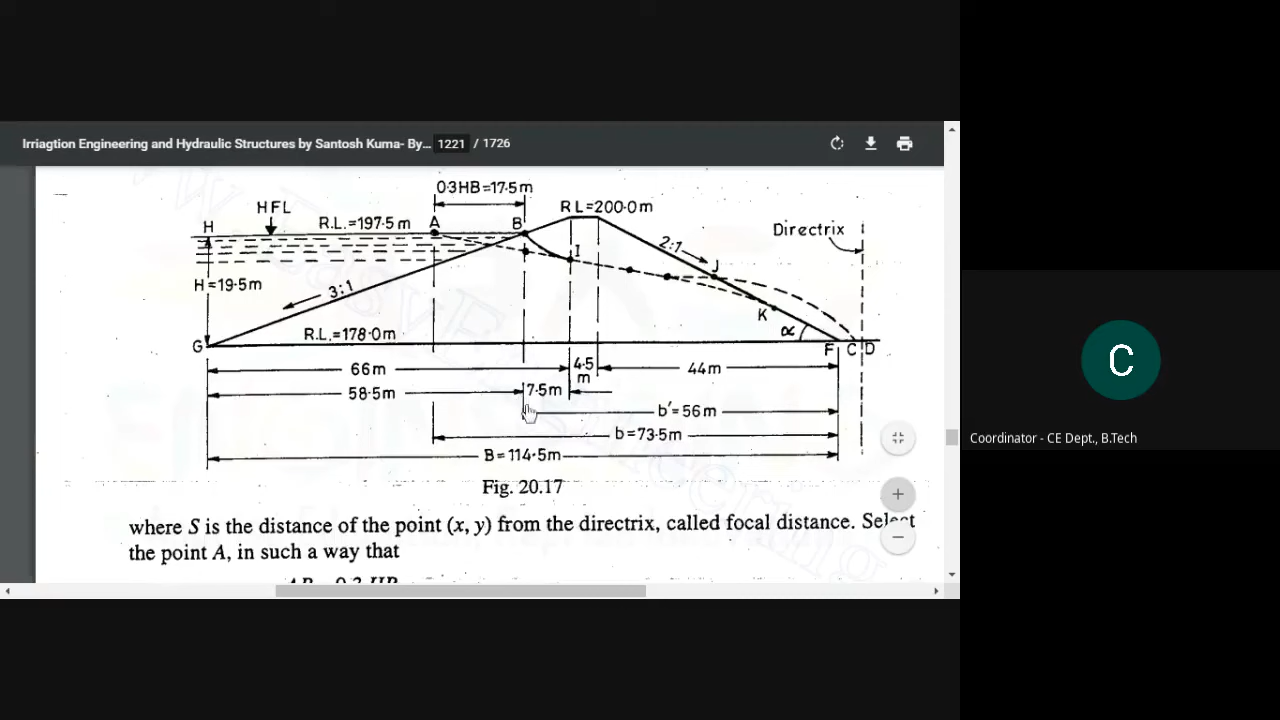 Irriagtion Engineering and Hydraulic Structures by Santosh Kuma- By... 1221 / 1726
0·3HB=17·5m
RL=200·0m
HFL
R.L.=197·5 m
A
B
H
Directrix
I
2:1
J
H=19·5m
3:1
K
α
R.L.=178·0m
G
F
C
D
66m
4·5
m
44m
58·5m
7·5m
b'=56m
b=73·5m
B=114·5m
Fig. 20.17
where S is the distance of the point (x, y) from the directrix, called focal distance. Select
the point A, in such a way that
C
Coordinator - CE Dept., B.Tech